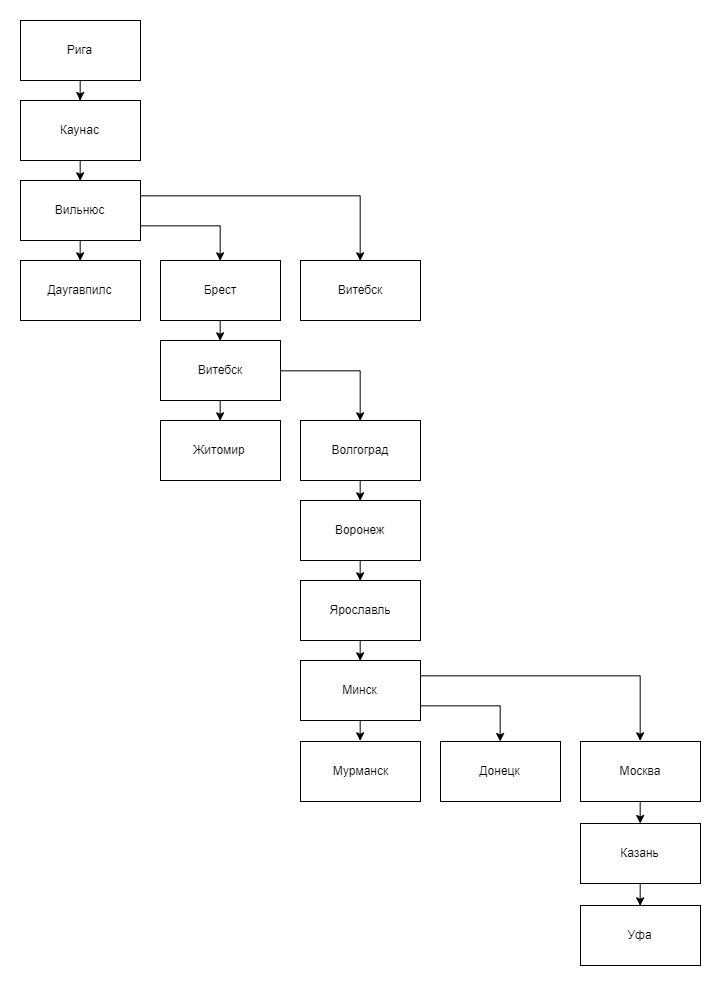 Рига
Каунас
Вильнюс
Даугавпилс
Брест
Витебск
Витебск
Житомир
Волгоград
Воронеж
Ярославль
Минск
Мурманск
Донецк
Москва
Казань
Уфа